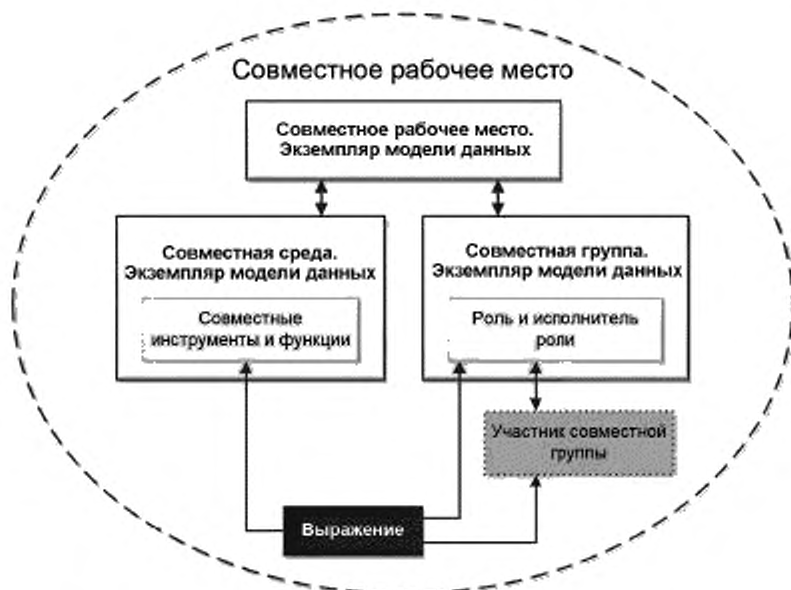 Совместное рабочее место
Совместное рабочее место.
Экземпляр модели данных
Совместная среда.
Экземпляр модели данных
Совместная группа.
Экземпляр модели данных
Совместные
инструменты и функции
Роль и исполнитель
роли
Участник совместной
группы
Выражение